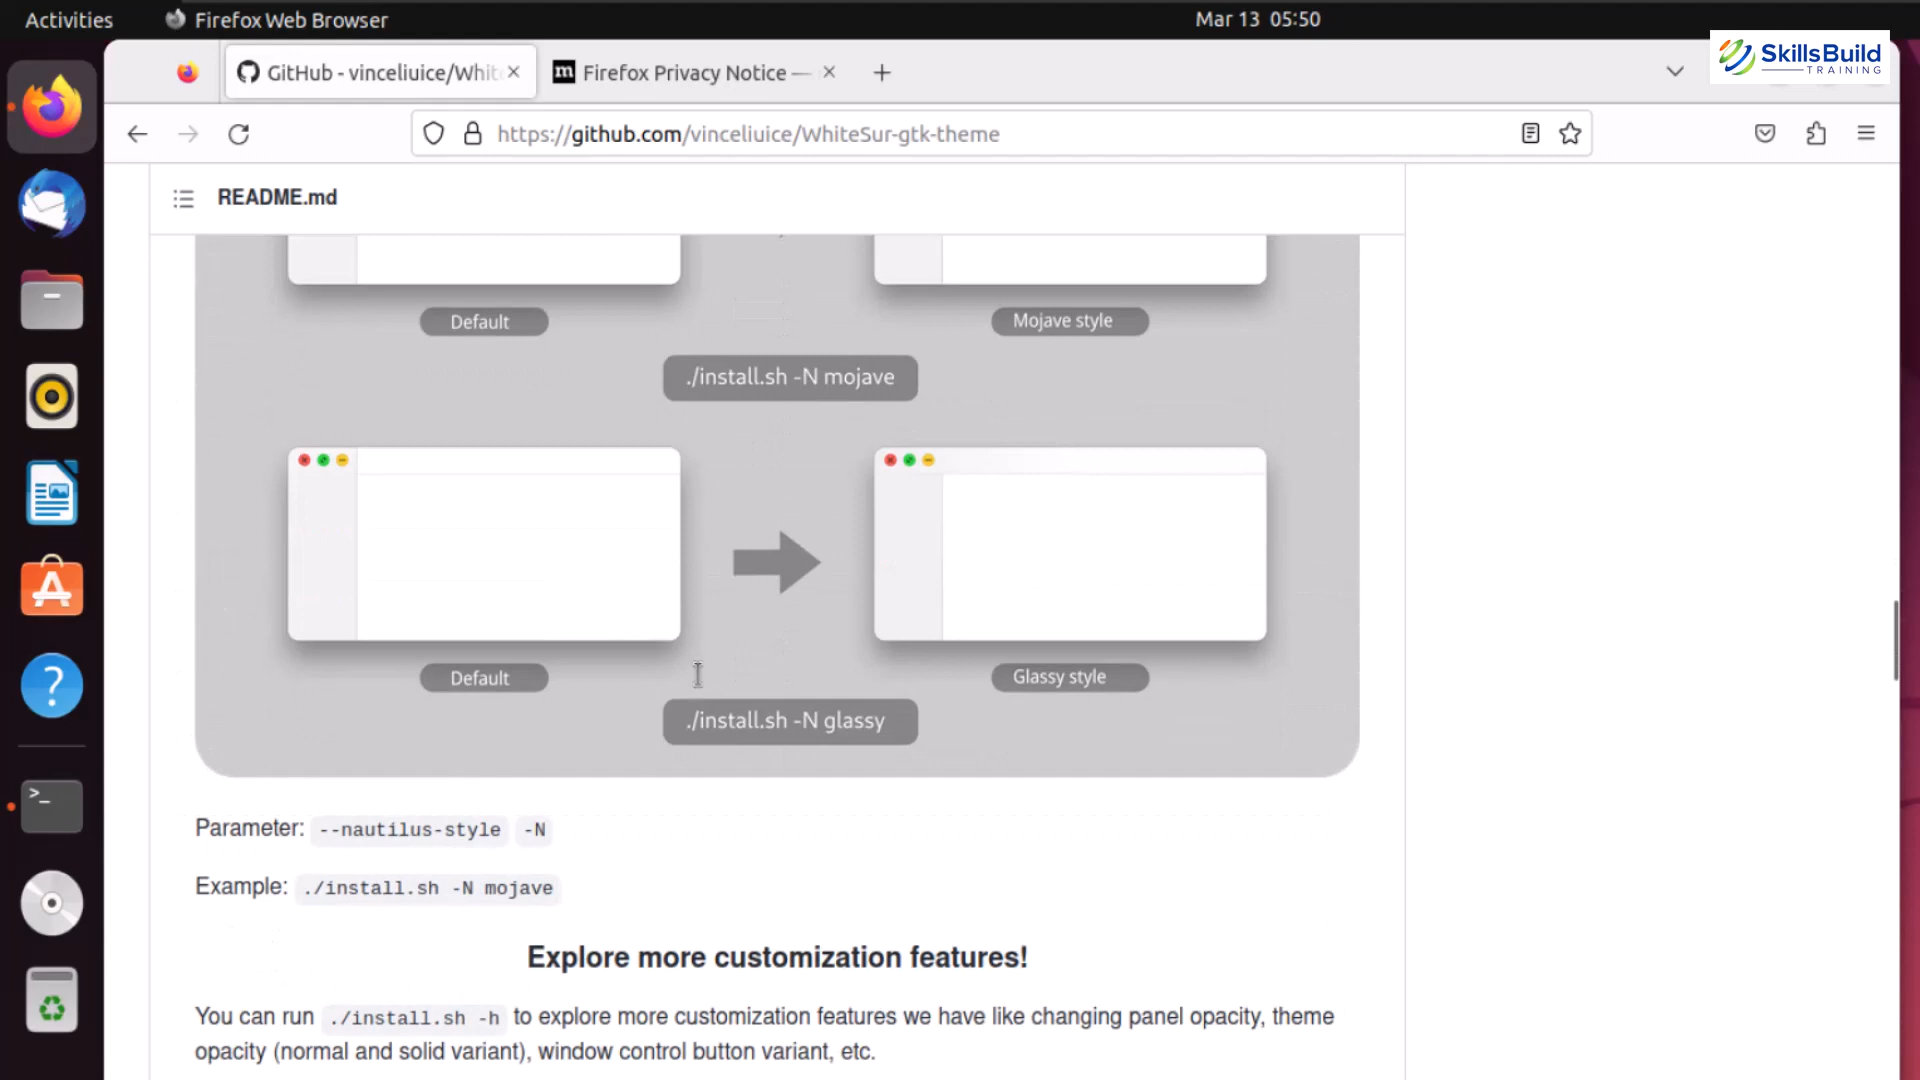 Activities
Firefox Web Browser
Mar 13 05:50
SkillsBuild
TRAINING
GitHub - vinceliuice/Whit
Firefox Privacy Notice —
https://github.com/vinceliuice/WhiteSur-gtk-theme
README.md
Default
Mojave style
./install.sh -N mojave
Default
Glassy style
./install.sh -N glassy
Parameter: --nautilus-style -N
Example: ./install.sh -N mojave
Explore more customization features!
You can run ./install.sh -h to explore more customization features we have like changing panel opacity, theme
opacity (normal and solid variant), window control button variant, etc.